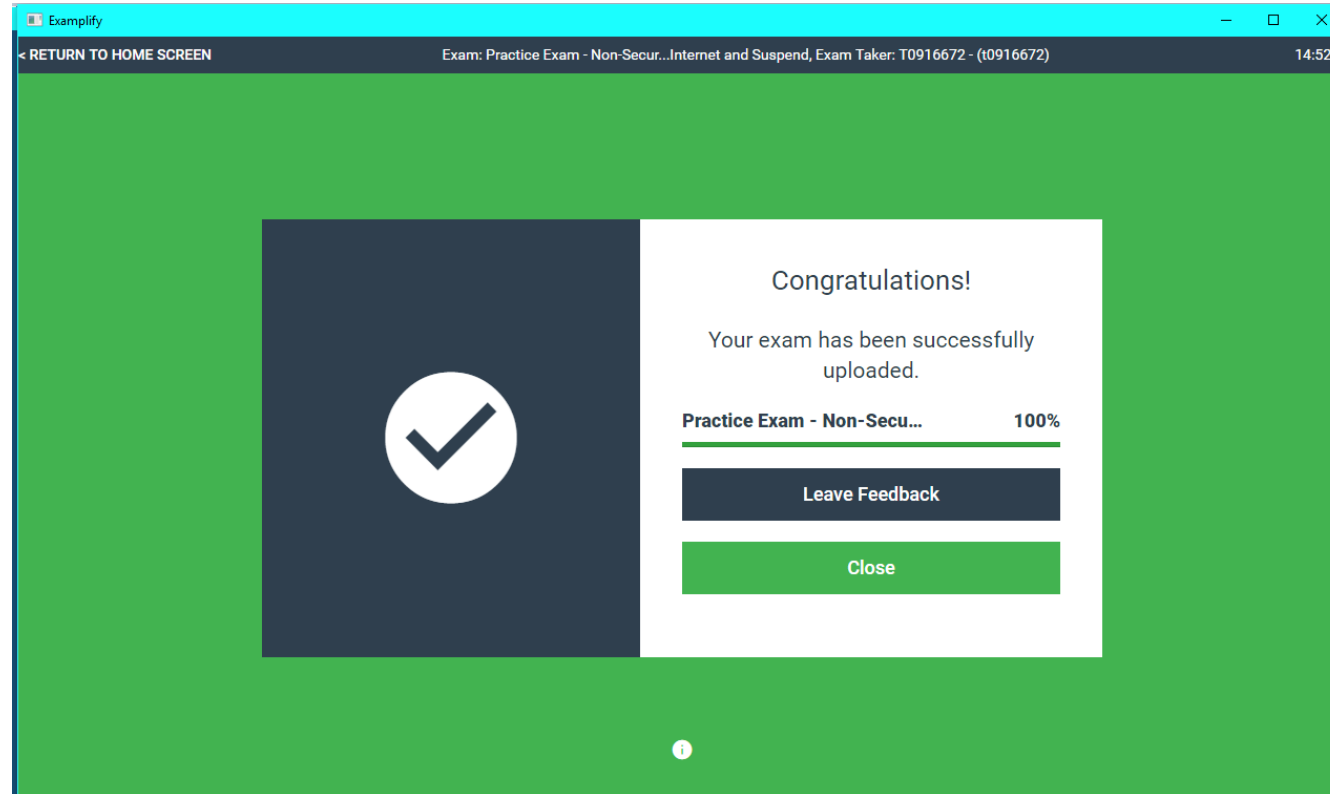 Examplify
< RETURN TO HOME SCREEN Exam: Practice Exam - Non-Secur...Internet and Suspend, Exam Taker: T0916672 - (t0916672) 14:52
Congratulations!
Your exam has been successfully
uploaded.
Practice Exam - Non-Secu... 100%
Leave Feedback
Close